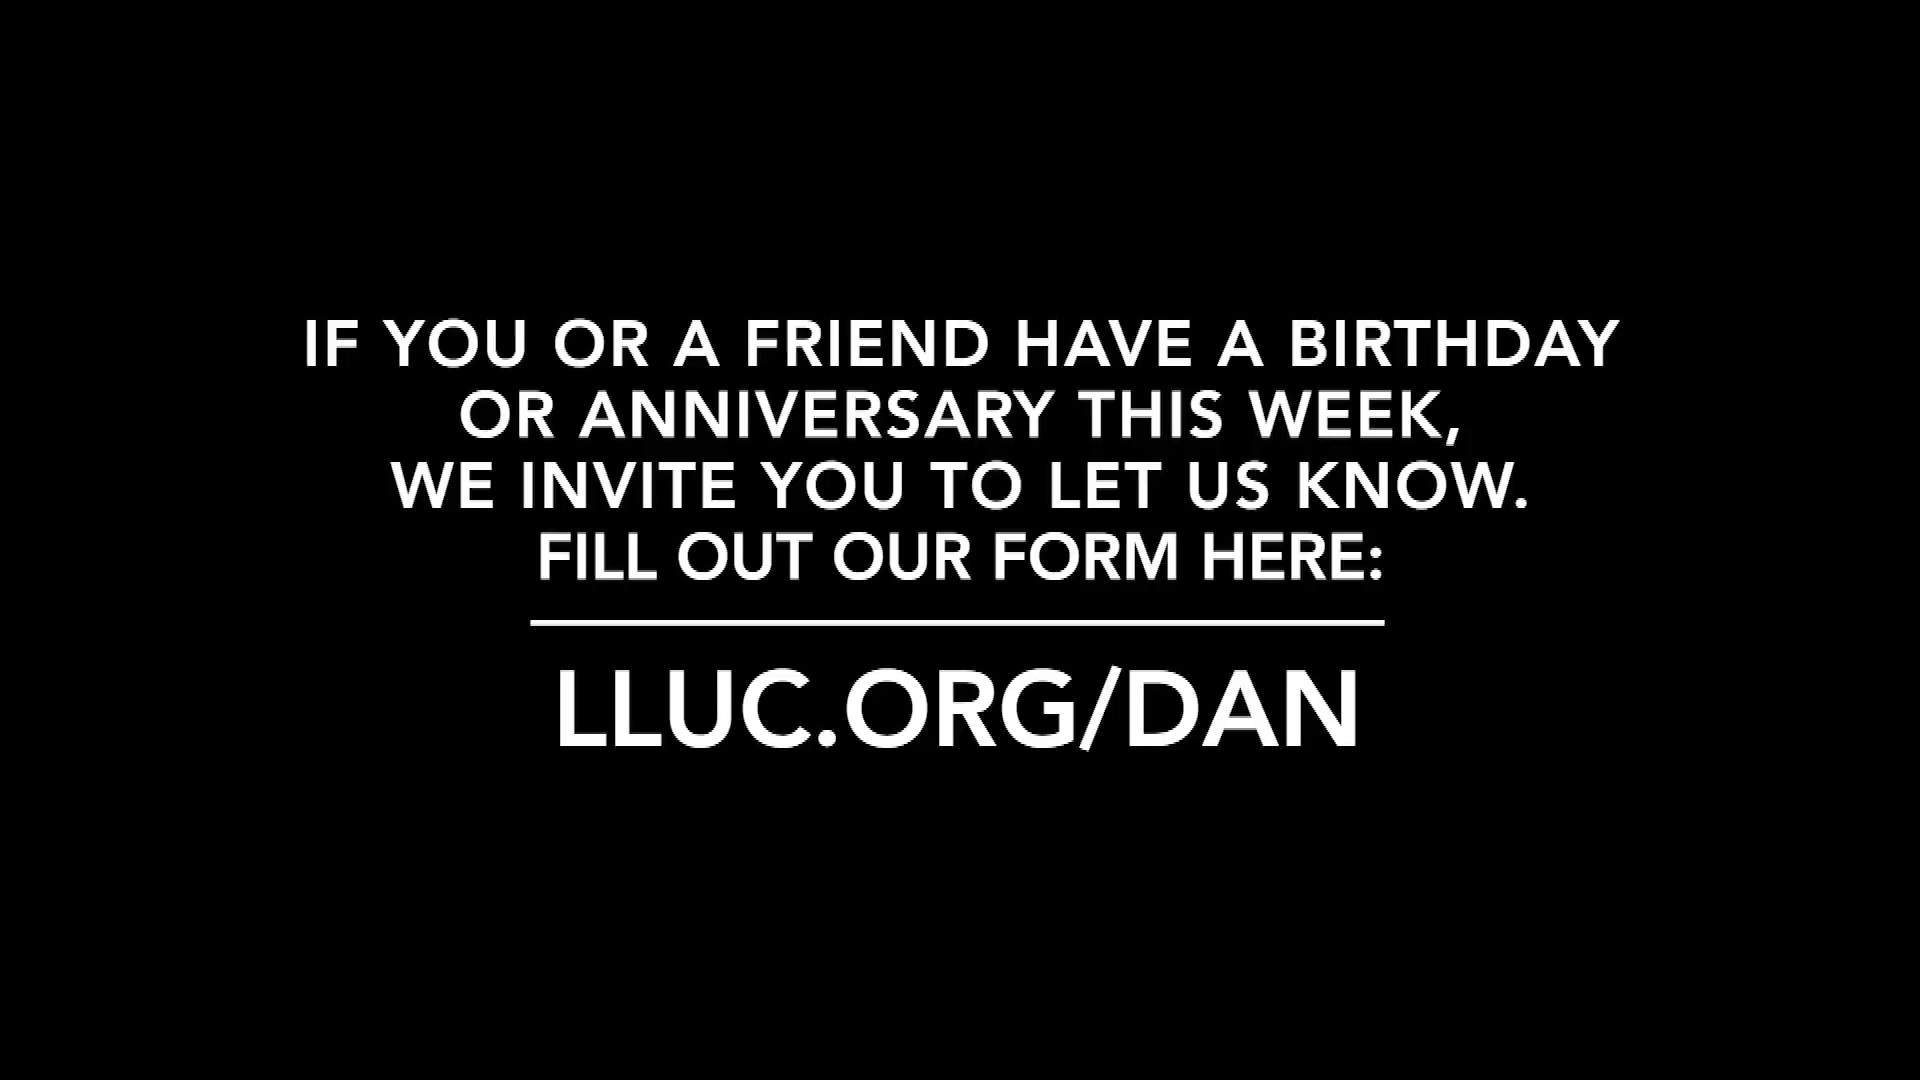 IF YOU OR A FRIEND HAVE A BIRTHDAY
OR ANNIVERSARY THIS WEEK,
WE INVITE YOU TO LET US KNOW.
FILL OUT OUR FORM HERE:
LLUC.ORG/DAN